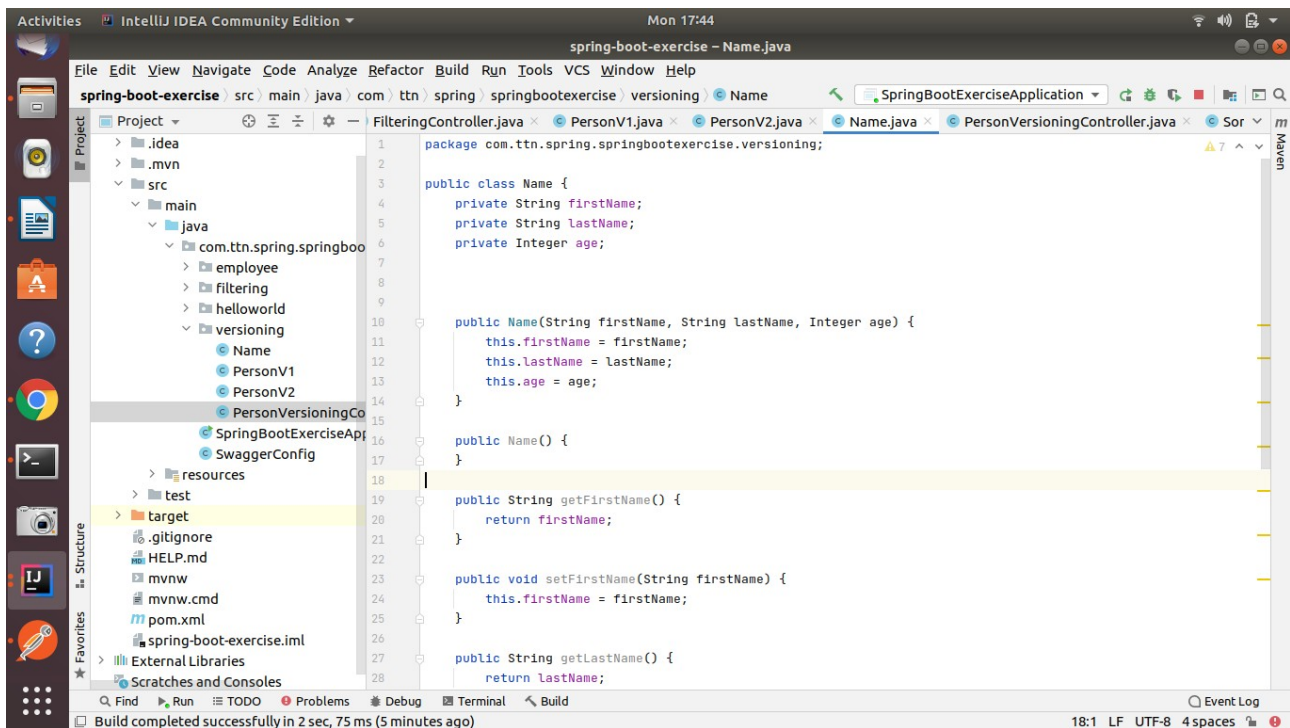 Activities IntelliJ IDEA Community Edition Mon 17:44
spring-boot-exercise – Name.java
File Edit View Navigate Code Analyze Refactor Build Run Tools VCS Window Help
spring-boot-exercise src main java com ttn spring springbootexercise versioning Name SpringBootExerciseApplication
Project FilteringController.java PersonV1.java PersonV2.java Name.java PersonVersioningController.java Sor
Project
Structure
Favorites
Maven
.idea
.mvn
src
main
java
com.ttn.spring.springboo
employee
filtering
helloworld
versioning
Name
PersonV1
PersonV2
PersonVersioningCo
SpringBootExerciseApp
SwaggerConfig
resources
test
target
.gitignore
HELP.md
mvnw
mvnw.cmd
pom.xml
spring-boot-exercise.iml
External Libraries
Scratches and Consoles
7
1 package com.ttn.spring.springbootexercise.versioning;
2
3 public class Name {
4 private String firstName;
5 private String lastName;
6 private Integer age;
7
8
9
10 public Name(String firstName, String lastName, Integer age) {
11 this.firstName = firstName;
12 this.lastName = lastName;
13 this.age = age;
14 }
15
16 public Name() {
17 }
18
19 public String getFirstName() {
20 return firstName;
21 }
22
23 public void setFirstName(String firstName) {
24 this.firstName = firstName;
25 }
26
27 public String getLastName() {
28 return lastName;
Find Run TODO Problems Debug Terminal Build Event Log
Build completed successfully in 2 sec, 75 ms (5 minutes ago) 18:1 LF UTF-8 4 spaces